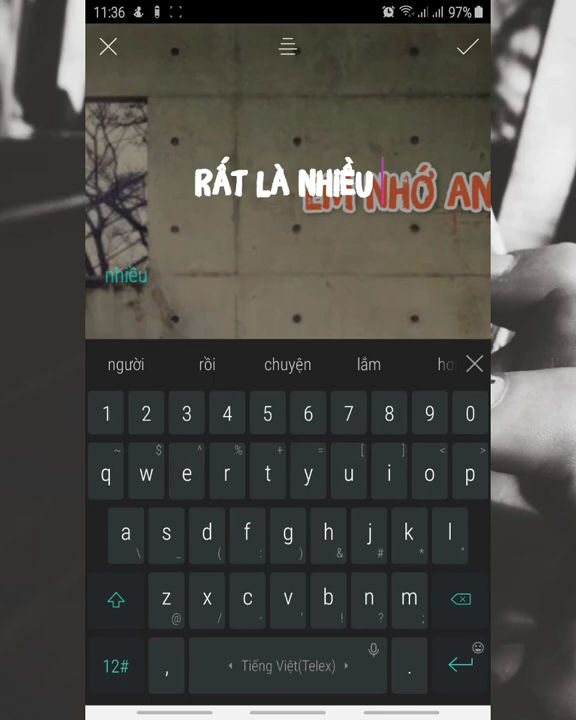 11:36
97%
RẤT LÀ NHIỀU
EM NHỚ AN
nhiều
người rồi chuyện lắm
1 2 3 4 5 6 7 8 9 0
~ $ ^ % + = [ ] < >
q w e r t y u i o p
a s d f g h j k l
\ _ ( : ) & # * "
z x c v b n m
@ / - ' ! ? ;
12# , Tiếng Việt(Telex) .